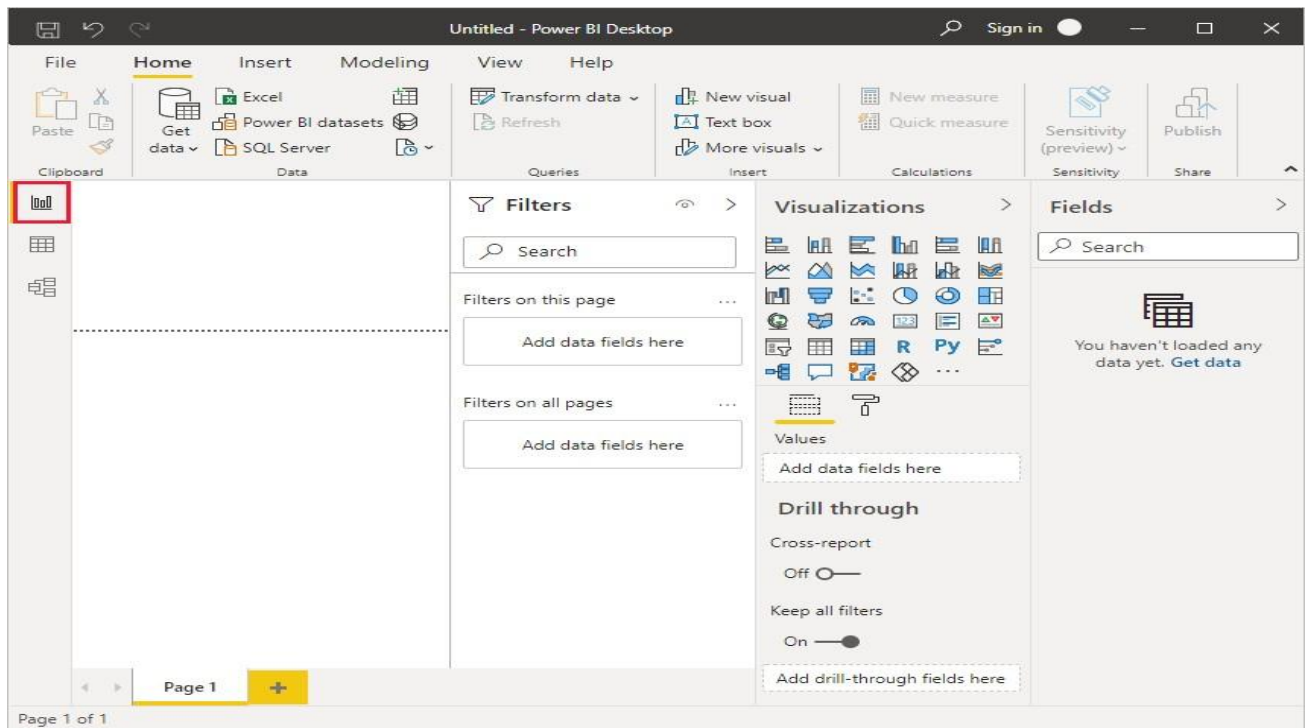 Untitled - Power BI Desktop
Sign in
File Home Insert Modeling View Help
Paste
Clipboard
Get data
Excel
Power BI datasets
SQL Server
Data
Transform data
Refresh
Queries
New visual
Text box
More visuals
Insert
New measure
Quick measure
Calculations
Sensitivity
(preview)
Sensitivity
Publish
Share
Filters
Search
Filters on this page ...
Add data fields here
Filters on all pages ...
Add data fields here
Visualizations
123
R Py
...
Values
Add data fields here
Drill through
Cross-report
Off
Keep all filters
On
Add drill-through fields here
Fields
Search
You haven't loaded any
data yet. Get data
Page 1
Page 1 of 1